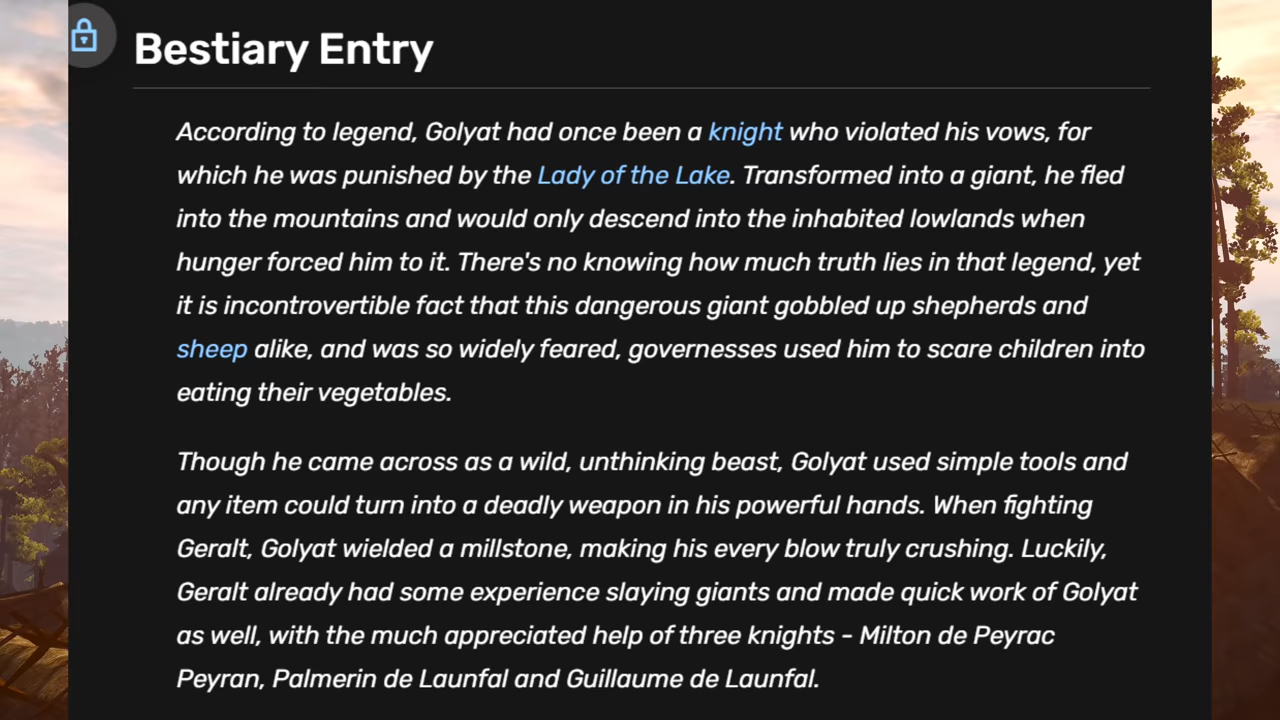 Bestiary Entry
According to legend, Golyat had once been a knight who violated his vows, for
which he was punished by the Lady of the Lake. Transformed into a giant, he fled
into the mountains and would only descend into the inhabited lowlands when
hunger forced him to it. There's no knowing how much truth lies in that legend, yet
it is incontrovertible fact that this dangerous giant gobbled up shepherds and
sheep alike, and was so widely feared, governesses used him to scare children into
eating their vegetables.
Though he came across as a wild, unthinking beast, Golyat used simple tools and
any item could turn into a deadly weapon in his powerful hands. When fighting
Geralt, Golyat wielded a millstone, making his every blow truly crushing. Luckily,
Geralt already had some experience slaying giants and made quick work of Golyat
as well, with the much appreciated help of three knights - Milton de Peyrac
Peyran, Palmerin de Launfal and Guillaume de Launfal.